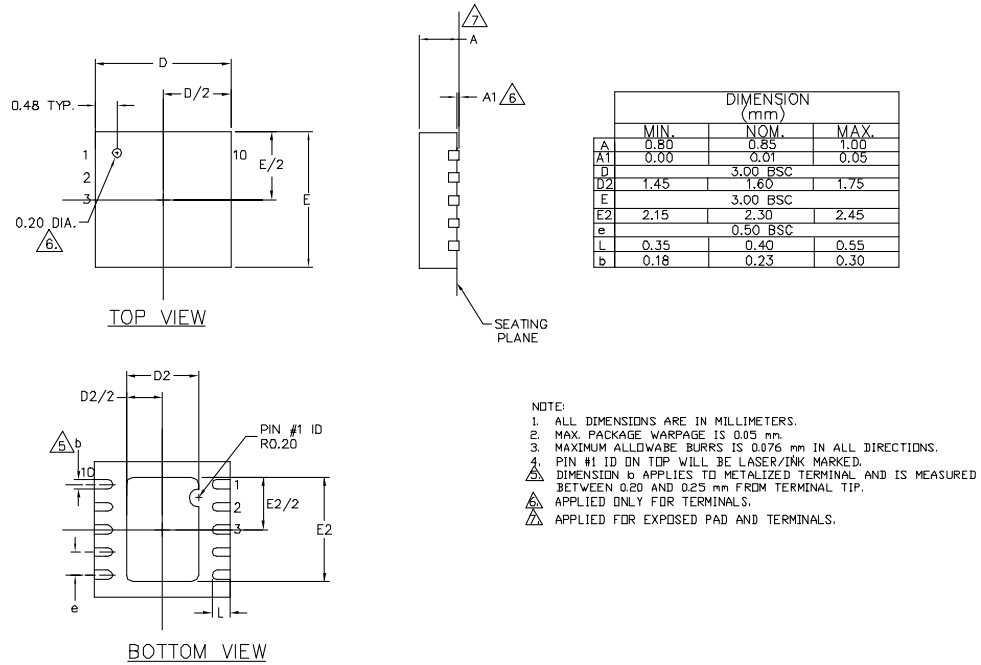 7
A
D
D/2
0.48 TYP.
A1 6
1
10
2
3
E/2
E
0.20 DIA.
6.
TOP VIEW
SEATING
PLANE
DIMENSION
(mm)
MIN. NOM. MAX.
A 0.80 0.85 1.00
A1 0.00 0.01 0.05
D 3.00 BSC
D2 1.45 1.60 1.75
E 3.00 BSC
E2 2.15 2.30 2.45
e 0.50 BSC
L 0.35 0.40 0.55
b 0.18 0.23 0.30
D2
D2/2
PIN #1 ID
R0.20
5 b
10
1
2
3
E2/2
E2
e
L
BOTTOM VIEW
NOTE:
1. ALL DIMENSIONS ARE IN MILLIMETERS.
2. MAX. PACKAGE WARPAGE IS 0.05 mm.
3. MAXIMUM ALLOWABE BURRS IS 0.076 mm IN ALL DIRECTIONS.
4. PIN #1 ID ON TOP WILL BE LASER/INK MARKED.
5. DIMENSION b APPLIES TO METALIZED TERMINAL AND IS MEASURED
BETWEEN 0.20 AND 0.25 mm FROM TERMINAL TIP.
6. APPLIED ONLY FOR TERMINALS.
7. APPLIED FOR EXPOSED PAD AND TERMINALS.